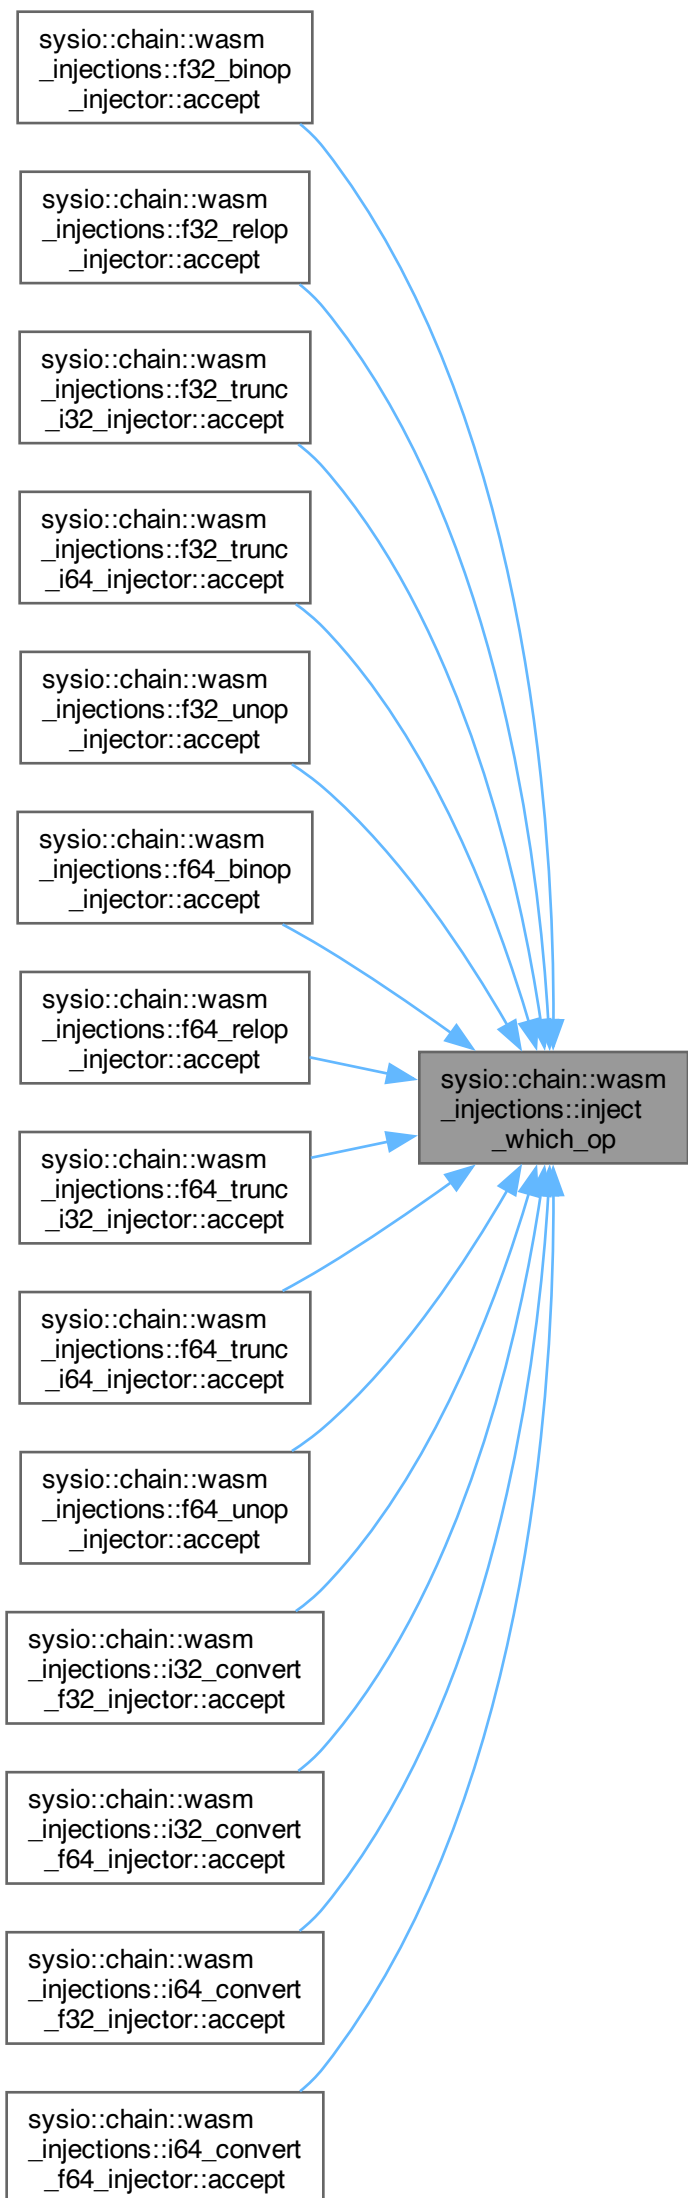 sysio::chain::wasm
_injections::f32_binop
_injector::accept
sysio::chain::wasm
_injections::f32_relop
_injector::accept
sysio::chain::wasm
_injections::f32_trunc
_i32_injector::accept
sysio::chain::wasm
_injections::f32_trunc
_i64_injector::accept
sysio::chain::wasm
_injections::f32_unop
_injector::accept
sysio::chain::wasm
_injections::f64_binop
_injector::accept
sysio::chain::wasm
_injections::f64_relop
_injector::accept
sysio::chain::wasm
_injections::inject
_which_op
sysio::chain::wasm
_injections::f64_trunc
_i32_injector::accept
sysio::chain::wasm
_injections::f64_trunc
_i64_injector::accept
sysio::chain::wasm
_injections::f64_unop
_injector::accept
sysio::chain::wasm
_injections::i32_convert
_f32_injector::accept
sysio::chain::wasm
_injections::i32_convert
_f64_injector::accept
sysio::chain::wasm
_injections::i64_convert
_f32_injector::accept
sysio::chain::wasm
_injections::i64_convert
_f64_injector::accept